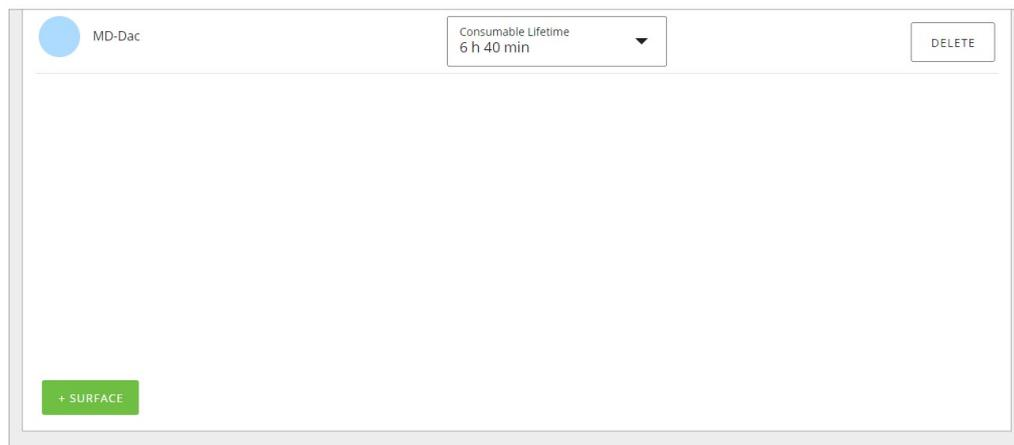 MD-Dac
Consumable Lifetime
6 h 40 min
DELETE
+ SURFACE